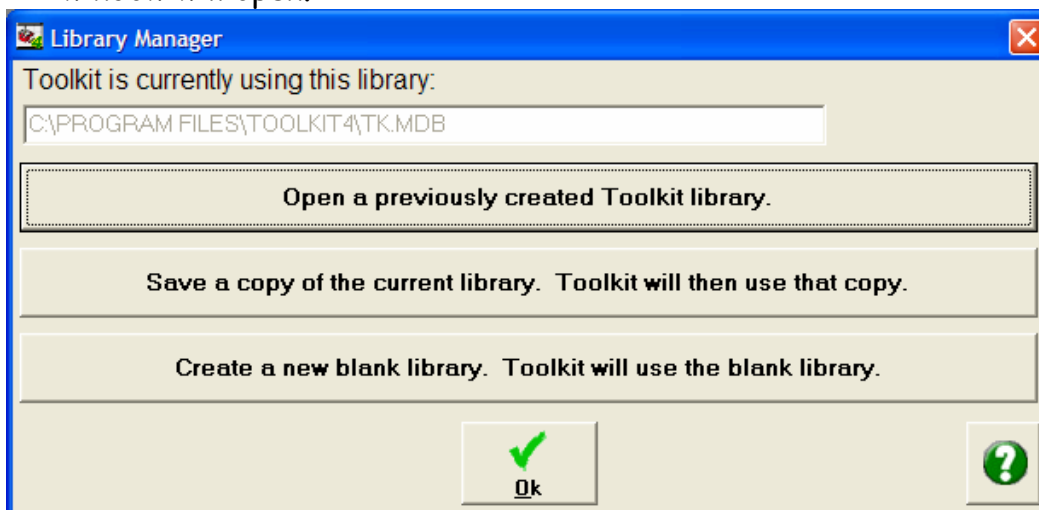 Library Manager
Toolkit is currently using this library:
C:\PROGRAM FILES\TOOLKIT4\TK.MDB
Open a previously created Toolkit library.
Save a copy of the current library.  Toolkit will then use that copy.
Create a new blank library.  Toolkit will use the blank library.
Ok
?